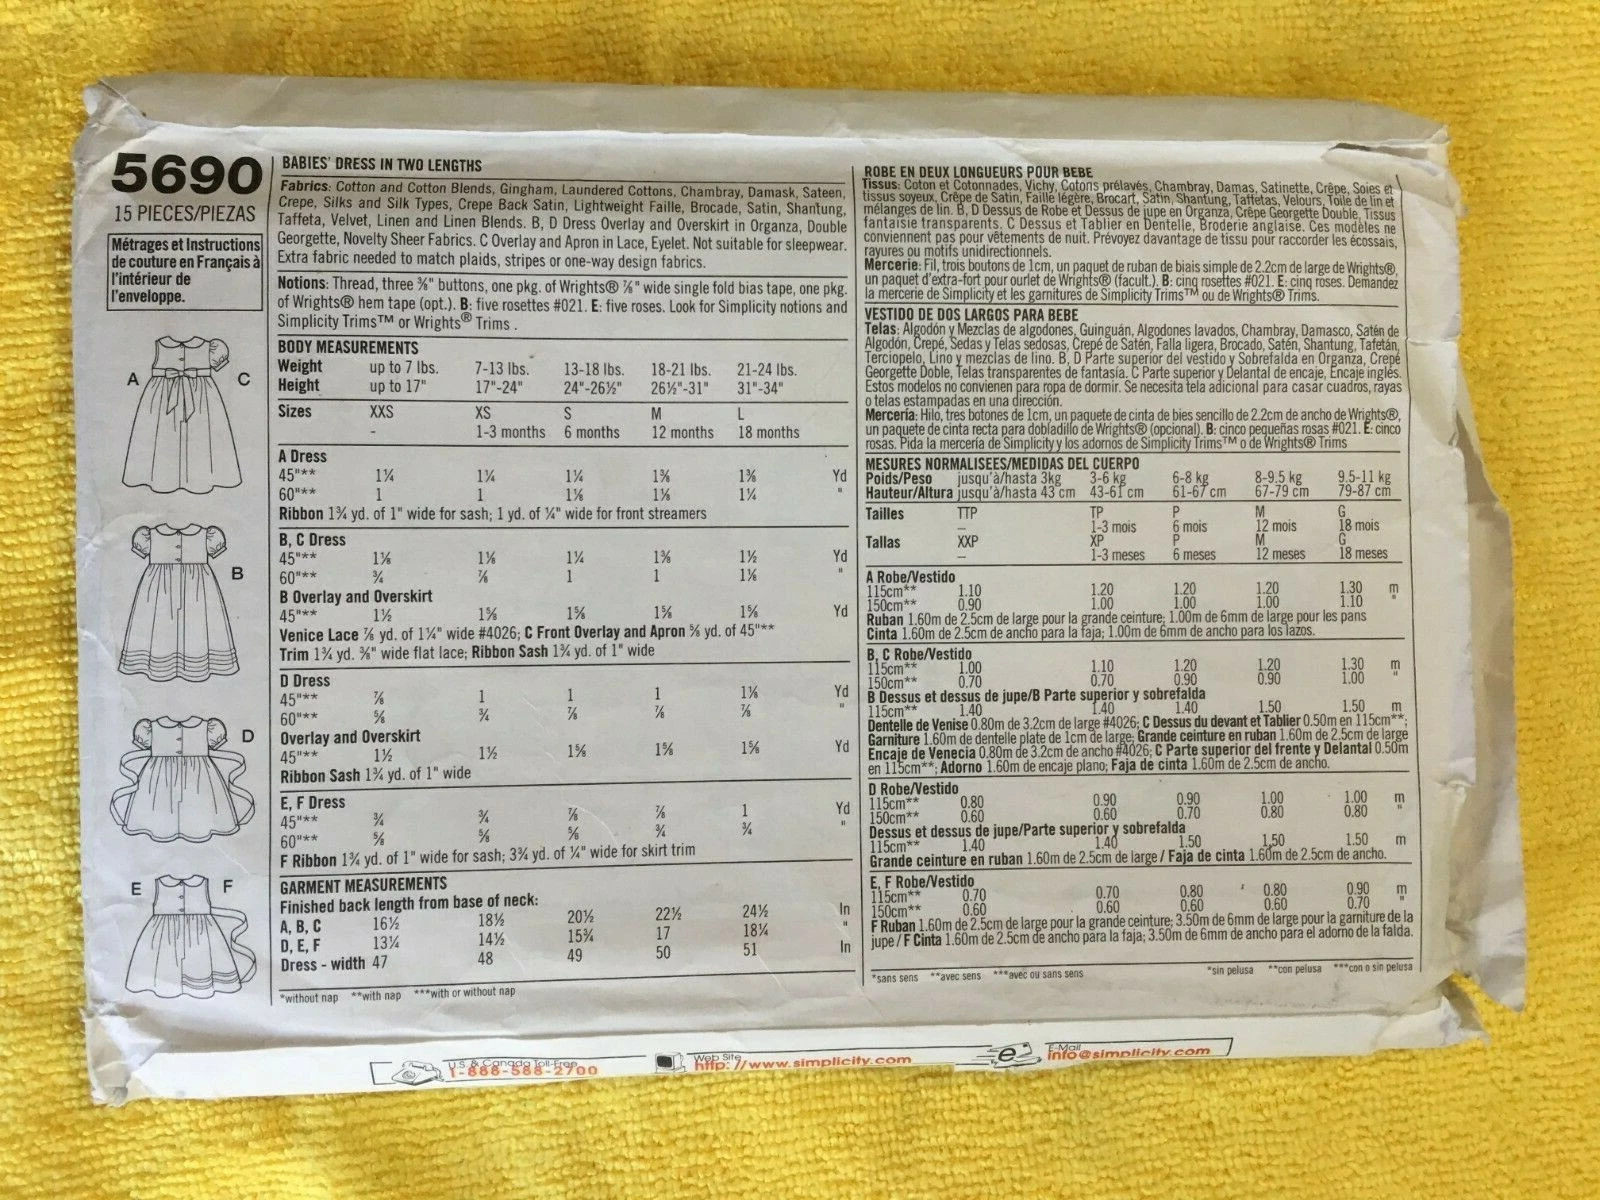 5690
15 PIECES/PIEZAS
Métrages et Instructions
de couture en Français à
l'intérieur de
l'enveloppe.
A
C
B
D
E
F
BABIES' DRESS IN TWO LENGTHS
Fabrics: Cotton and Cotton Blends, Gingham, Laundered Cottons, Chambray, Damask, Sateen,
Crepe, Silks and Silk Types, Crepe Back Satin, Lightweight Faille, Brocade, Satin, Shantung,
Taffeta, Velvet, Linen and Linen Blends. B, D Dress Overlay and Overskirt in Organza, Double
Georgette, Novelty Sheer Fabrics. C Overlay and Apron in Lace, Eyelet. Not suitable for sleepwear.
Extra fabric needed to match plaids, stripes or one-way design fabrics.
Notions: Thread, three ⅜" buttons, one pkg. of Wrights® ⅞" wide single fold bias tape, one pkg.
of Wrights® hem tape (opt.). B: five rosettes #021. E: five roses. Look for Simplicity notions and
Simplicity Trims™ or Wrights® Trims .
BODY MEASUREMENTS
Weight up to 7 lbs. 7-13 lbs. 13-18 lbs. 18-21 lbs. 21-24 lbs.
Height up to 17" 17"-24" 24"-26½" 26½"-31" 31"-34"
Sizes XXS XS S M L
- 1-3 months 6 months 12 months 18 months
A Dress
45"** 1¼ 1¼ 1¼ 1⅜ 1⅜ Yd
60"** 1 1 1⅛ 1⅛ 1¼ "
Ribbon 1¾ yd. of 1" wide for sash; 1 yd. of ¼" wide for front streamers
B, C Dress
45"** 1⅛ 1⅛ 1¼ 1⅜ 1½ Yd
60"** ¾ ⅞ 1 1 1⅛ "
B Overlay and Overskirt
45"** 1½ 1⅝ 1⅝ 1⅝ 1⅝ Yd
Venice Lace ⅞ yd. of 1¼" wide #4026; C Front Overlay and Apron ⅝ yd. of 45"**
Trim 1¾ yd. ⅜" wide flat lace; Ribbon Sash 1¾ yd. of 1" wide
D Dress
45"** ⅞ 1 1 1 1⅛ Yd
60"** ⅝ ¾ ⅞ ⅞ ⅞ "
Overlay and Overskirt
45"** 1½ 1½ 1⅝ 1⅝ 1⅝ Yd
Ribbon Sash 1¾ yd. of 1" wide
E, F Dress
45"** ¾ ¾ ⅞ ⅞ 1 Yd
60"** ⅝ ⅝ ⅝ ¾ ¾ "
F Ribbon 1¾ yd. of 1" wide for sash; 3¾ yd. of ¼" wide for skirt trim
GARMENT MEASUREMENTS
Finished back length from base of neck:
A, B, C 16½ 18½ 20½ 22½ 24½ In
D, E, F 13¼ 14½ 15¾ 17 18¼ "
Dress - width 47 48 49 50 51 In
*without nap **with nap ***with or without nap
ROBE EN DEUX LONGUEURS POUR BEBE
Tissus: Coton et Cotonnades, Vichy, Cotons prélavés, Chambray, Damas, Satinette, Crêpe, Soies et
tissus soyeux, Crêpe de Satin, Faille légère, Brocart, Satin, Shantung, Taffetas, Velours, Toile de lin et
mélanges de lin. B, D Dessus de Robe et Dessus de jupe en Organza, Crêpe Georgette Double, Tissus
fantaisie transparents. C Dessus et Tablier en Dentelle, Broderie anglaise. Ces modèles ne
conviennent pas pour vêtements de nuit. Prévoyez davantage de tissu pour raccorder les écossais,
rayures ou motifs unidirectionnels.
Mercerie: Fil, trois boutons de 1cm, un paquet de ruban de biais simple de 2.2cm de large de Wrights®,
un paquet d'extra-fort pour ourlet de Wrights® (facult.). B: cinq rosettes #021. E: cinq roses. Demandez
la mercerie de Simplicity et les garnitures de Simplicity Trims™ ou de Wrights® Trims.
VESTIDO DE DOS LARGOS PARA BEBE
Telas: Algodón y Mezclas de algodones, Guinguán, Algodones lavados, Chambray, Damasco, Satén de
Algodón, Crepé, Sedas y Telas sedosas, Crepé de Satén, Falla ligera, Brocado, Satén, Shantung, Tafetán,
Terciopelo, Lino y mezclas de lino. B, D Parte superior del vestido y Sobrefalda en Organza, Crepé
Georgette Doble, Telas transparentes de fantasía. C Parte superior y Delantal de encaje, Encaje inglés.
Estos modelos no convienen para ropa de dormir. Se necesita tela adicional para casar cuadros, rayas
o telas estampadas en una dirección.
Mercería: Hilo, tres botones de 1cm, un paquete de cinta de bies sencillo de 2.2cm de ancho de Wrights®,
un paquete de cinta recta para dobladillo de Wrights® (opcional). B: cinco pequeñas rosas #021. E: cinco
rosas. Pida la mercería de Simplicity y los adornos de Simplicity Trims™ o de Wrights® Trims
MESURES NORMALISEES/MEDIDAS DEL CUERPO
Poids/Peso jusqu'à/hasta 3kg 3-6 kg 6-8 kg 8-9.5 kg 9.5-11 kg
Hauteur/Altura jusqu'à/hasta 43 cm 43-61 cm 61-67 cm 67-79 cm 79-87 cm
Tailles TTP TP P M G
– 1-3 mois 6 mois 12 mois 18 mois
Tallas XXP XP P M G
– 1-3 meses 6 meses 12 meses 18 meses
A Robe/Vestido
115cm** 1.10 1.20 1.20 1.20 1.30 m
150cm** 0.90 1.00 1.00 1.00 1.10 "
Ruban 1.60m de 2.5cm de large pour la grande ceinture; 1.00m de 6mm de large pour les pans
Cinta 1.60m de 2.5cm de ancho para la faja; 1.00m de 6mm de ancho para los lazos.
B, C Robe/Vestido
115cm** 1.00 1.10 1.20 1.20 1.30 m
150cm** 0.70 0.70 0.90 0.90 1.00 "
B Dessus et dessus de jupe/B Parte superior y sobrefalda
115cm** 1.40 1.40 1.40 1.50 1.50 m
Dentelle de Venise 0.80m de 3.2cm de large #4026; C Dessus du devant et Tablier 0.50m en 115cm**;
Garniture 1.60m de dentelle plate de 1cm de large; Grande ceinture en ruban 1.60m de 2.5cm de large
Encaje de Venecia 0.80m de 3.2cm de ancho #4026; C Parte superior del frente y Delantal 0.50m
en 115cm**; Adorno 1.60m de encaje plano; Faja de cinta 1.60m de 2.5cm de ancho.
D Robe/Vestido
115cm** 0.80 0.90 0.90 1.00 1.00 m
150cm** 0.60 0.60 0.70 0.80 0.80 "
Dessus et dessus de jupe/Parte superior y sobrefalda
115cm** 1.40 1.40 1.50 1.50 1.50 m
Grande ceinture en ruban 1.60m de 2.5cm de large / Faja de cinta 1.60m de 2.5cm de ancho.
E, F Robe/Vestido
115cm** 0.70 0.70 0.80 0.80 0.90 m
150cm** 0.60 0.60 0.60 0.60 0.70 "
F Ruban 1.60m de 2.5cm de large pour la grande ceinture; 3.50m de 6mm de large pour la garniture de la
jupe / F Cinta 1.60m de 2.5cm de ancho para la faja; 3.50m de 6mm de ancho para el adorno de la falda.
*sans sens **avec sens ***avec ou sans sens *sin pelusa **con pelusa ***con o sin pelusa
U.S. & Canada Toll-Free
1-888-588-2700
Web Site
http://www.simplicity.com
e
E-Mail
info@simplicity.com